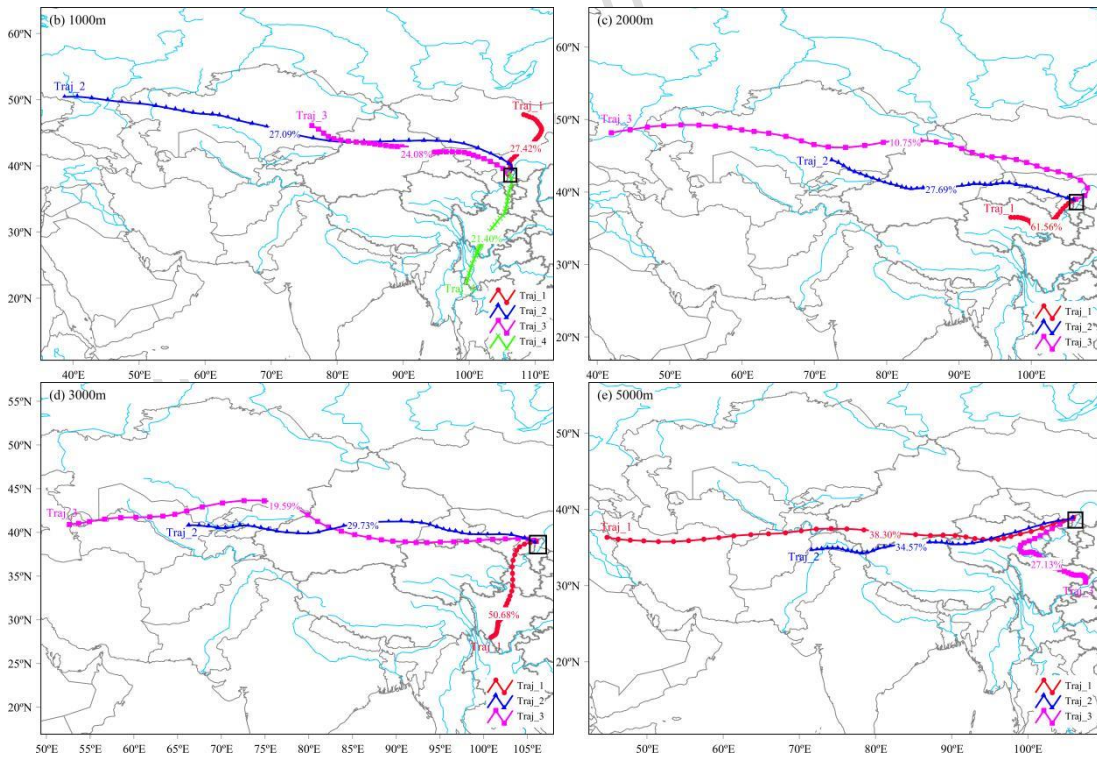 (b) 1000m
60°N
50°N
40°N
30°N
20°N
Traj_2
27.09%
Traj_3
24.08%
Traj_1
27.42%
21.40%
Traj_1
Traj_2
Traj_3
Traj_4
40°E
50°E
60°E
70°E
80°E
90°E
100°E
110°E
(c) 2000m
60°N
50°N
40°N
30°N
20°N
Traj_3
10.75%
Traj_2
27.69%
Traj_1
61.56%
Traj_1
Traj_2
Traj_3
40°E
50°E
60°E
70°E
80°E
90°E
100°E
(d) 3000m
55°N
50°N
45°N
40°N
35°N
30°N
25°N
20°N
Traj_3
19.59%
Traj_2
29.73%
50.68%
Traj_1
Traj_1
Traj_2
Traj_3
50°E
55°E
60°E
65°E
70°E
75°E
80°E
85°E
90°E
95°E
100°E
105°E
(e) 5000m
50°N
40°N
30°N
20°N
Traj_1
38.30%
Traj_2
34.57%
27.13%
Traj_1
Traj_2
Traj_3
50°E
60°E
70°E
80°E
90°E
100°E